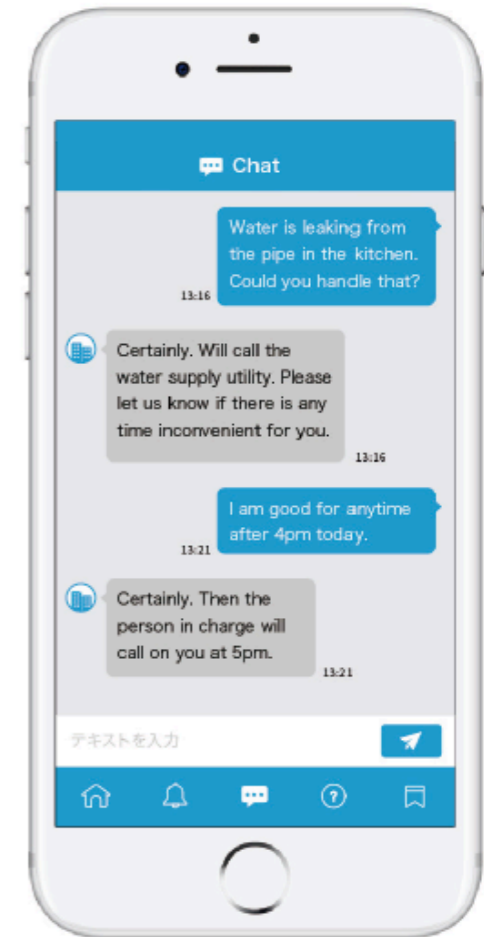 Chat
Water is leaking from
the pipe in the kitchen.
Could you handle that?
13:16
Certainly. Will call the
water supply utility. Please
let us know if there is any
time inconvenient for you.
13:16
I am good for anytime
after 4pm today.
13:21
Certainly. Then the
person in charge will
call on you at 5pm.
13:21
テキストを入力
?